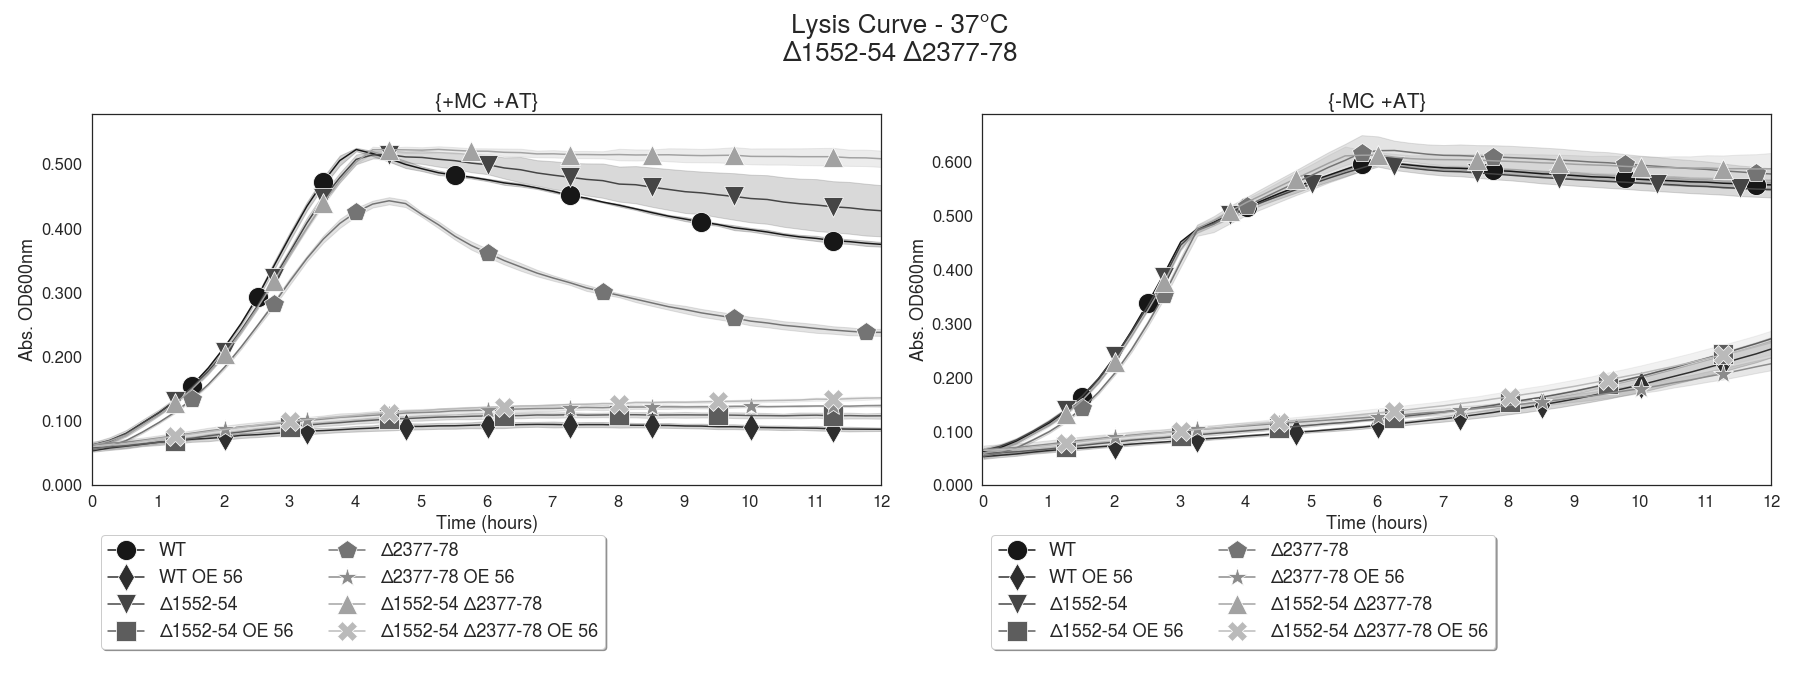 Lysis Curve - 37°C
Δ1552-54 Δ2377-78
{+MC +AT}
Abs. OD600nm
0.500
0.400
0.300
0.200
0.100
0.000
0 1 2 3 4 5 6 7 8 9 10 11 12
Time (hours)
WT
WT OE 56
Δ1552-54
Δ1552-54 OE 56
Δ2377-78
Δ2377-78 OE 56
Δ1552-54 Δ2377-78
Δ1552-54 Δ2377-78 OE 56
{-MC +AT}
Abs. OD600nm
0.600
0.500
0.400
0.300
0.200
0.100
0.000
0 1 2 3 4 5 6 7 8 9 10 11 12
Time (hours)
WT
WT OE 56
Δ1552-54
Δ1552-54 OE 56
Δ2377-78
Δ2377-78 OE 56
Δ1552-54 Δ2377-78
Δ1552-54 Δ2377-78 OE 56